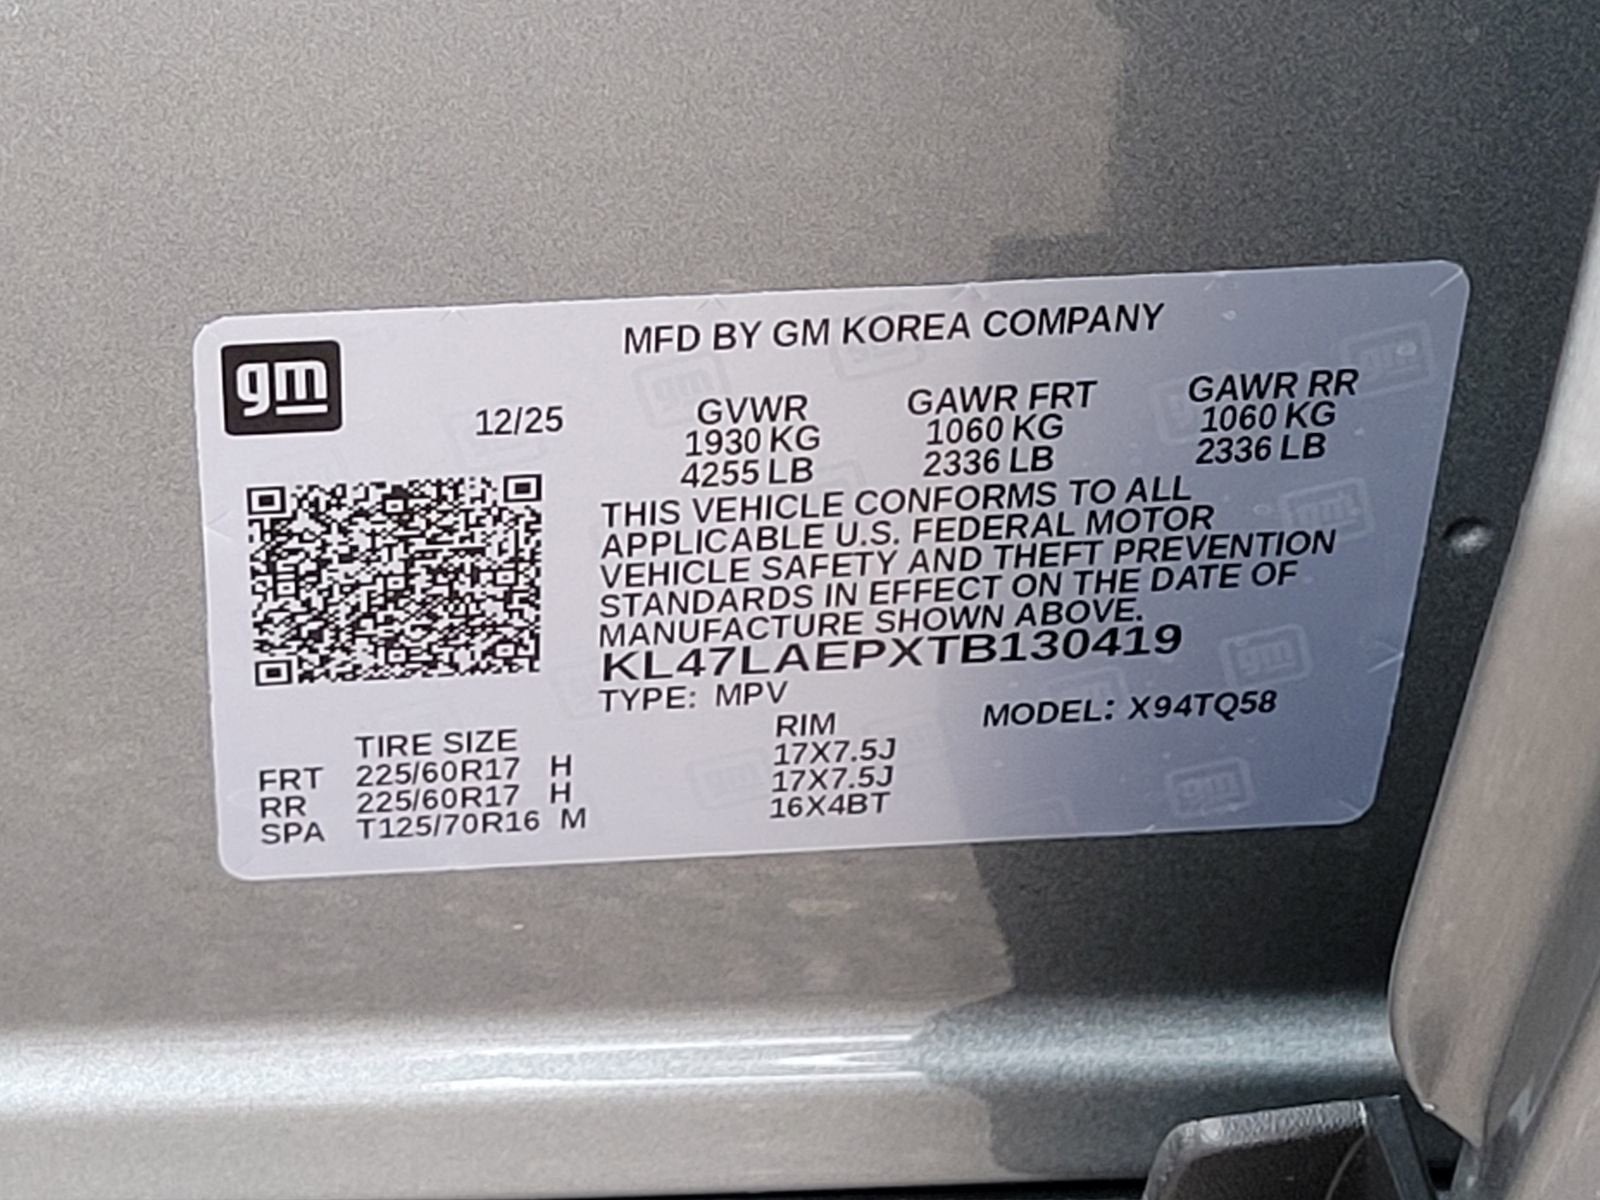 gm
MFD BY GM KOREA COMPANY
12/25 GVWR GAWR FRT GAWR RR
1930 KG 1060 KG 1060 KG
4255 LB 2336 LB 2336 LB
THIS VEHICLE CONFORMS TO ALL
APPLICABLE U.S. FEDERAL MOTOR
VEHICLE SAFETY AND THEFT PREVENTION
STANDARDS IN EFFECT ON THE DATE OF
MANUFACTURE SHOWN ABOVE.
KL47LAEPXTB130419
TYPE: MPV MODEL: X94TQ58
TIRE SIZE RIM
FRT 225/60R17 H 17X7.5J
RR 225/60R17 H 17X7.5J
SPA T125/70R16 M 16X4BT